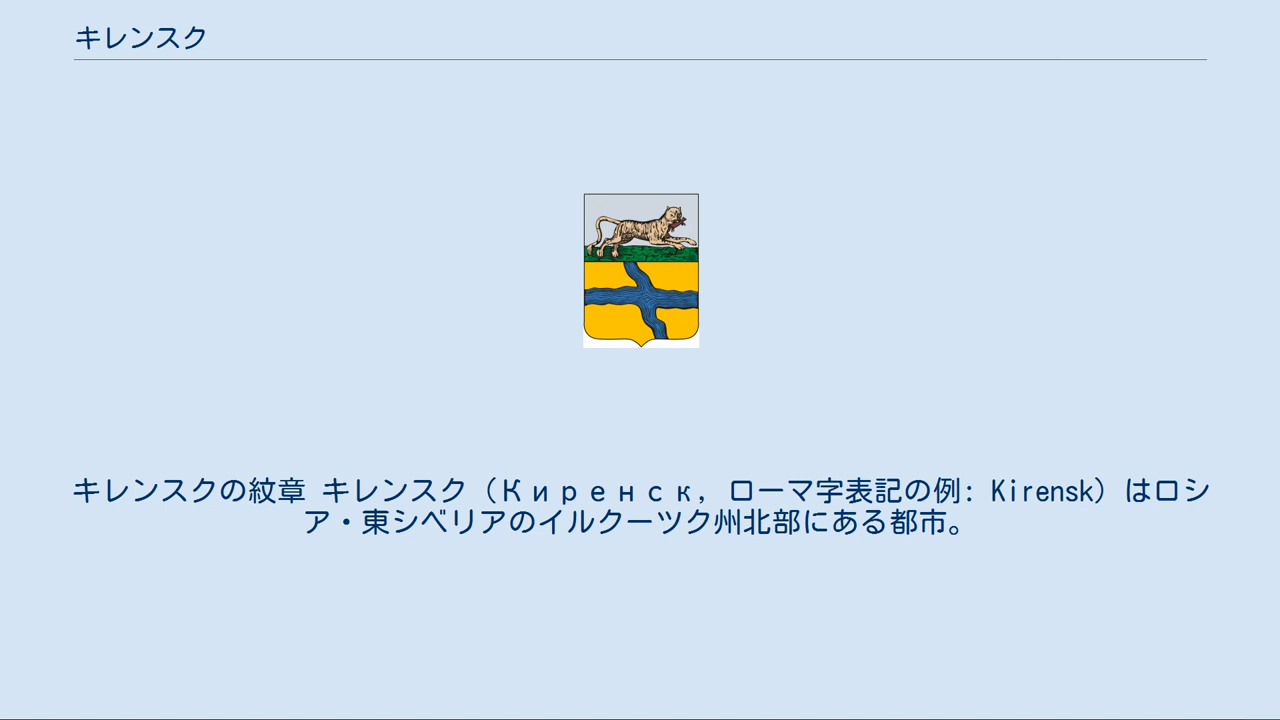 キレンスク
キレンスクの紋章 キレンスク（Киренск, ローマ字表記の例: Kirensk）はロシ
ア・東シベリアのイルクーツク州北部にある都市。